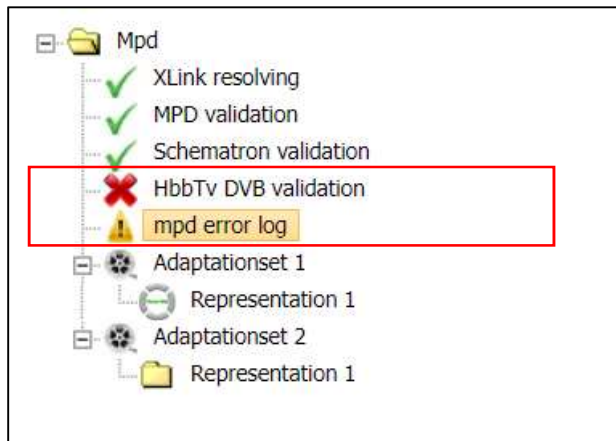 Mpd
XLink resolving
MPD validation
Schematron validation
HbbTv DVB validation
mpd error log
Adaptationset 1
Representation 1
Adaptationset 2
Representation 1